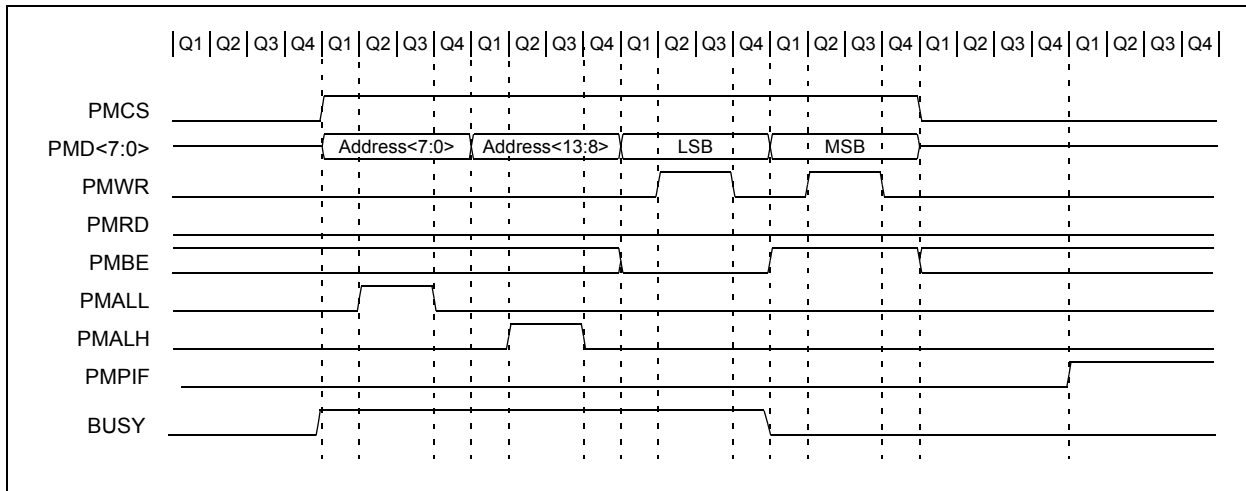 Q1 Q2 Q3 Q4 Q1 Q2 Q3 Q4 Q1 Q2 Q3 Q4 Q1 Q2 Q3 Q4 Q1 Q2 Q3 Q4 Q1 Q2 Q3 Q4 Q1 Q2 Q3 Q4
PMCS
PMD<7:0> Address<7:0> Address<13:8> LSB MSB
PMWR
PMRD
PMBE
PMALL
PMALH
PMPIF
BUSY